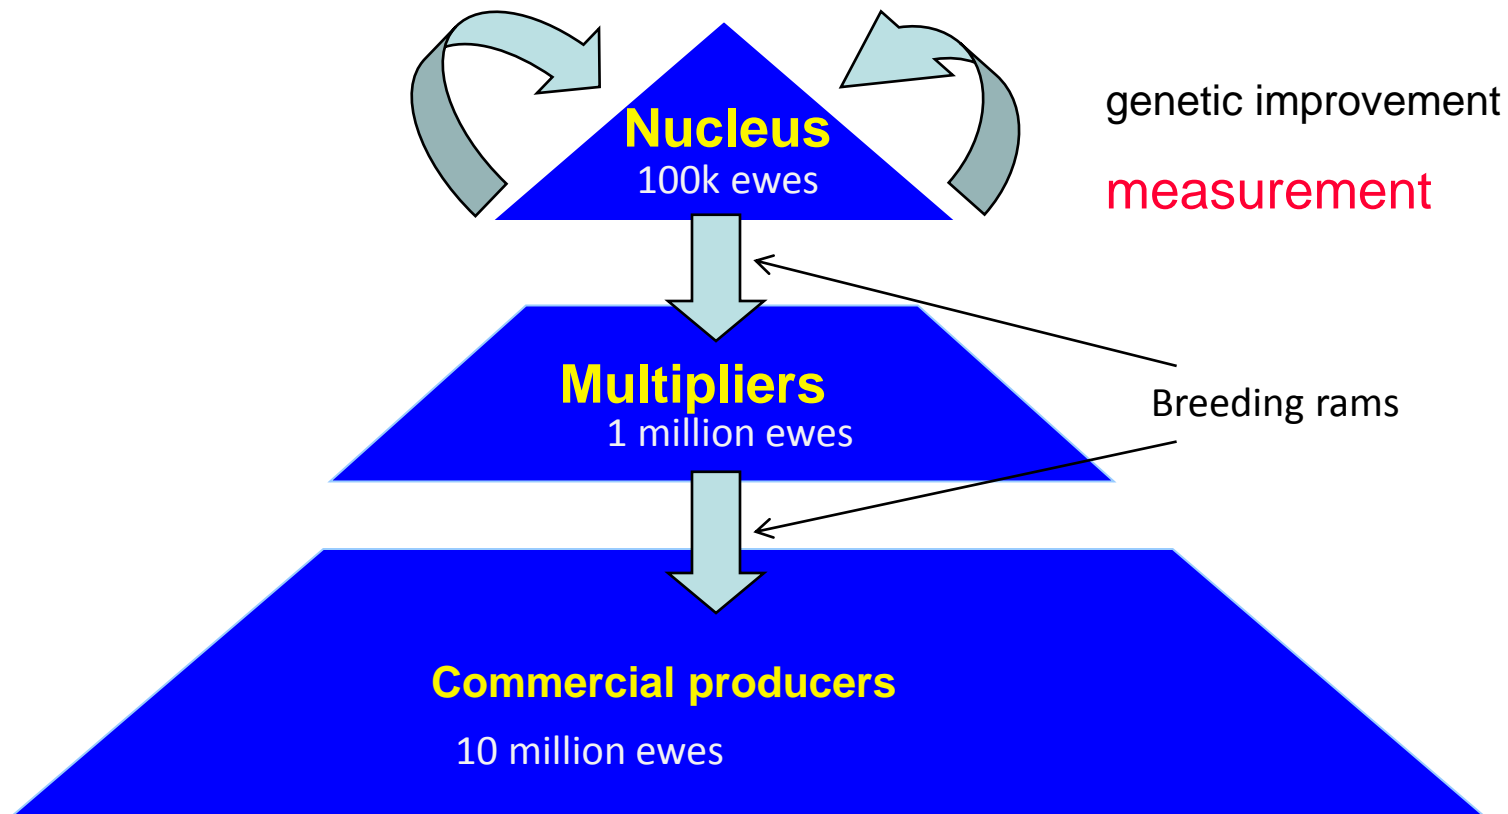 genetic improvement
Nucleus
100k ewes
measurement
Multipliers
1 million ewes
Breeding rams
Commercial producers
10 million ewes